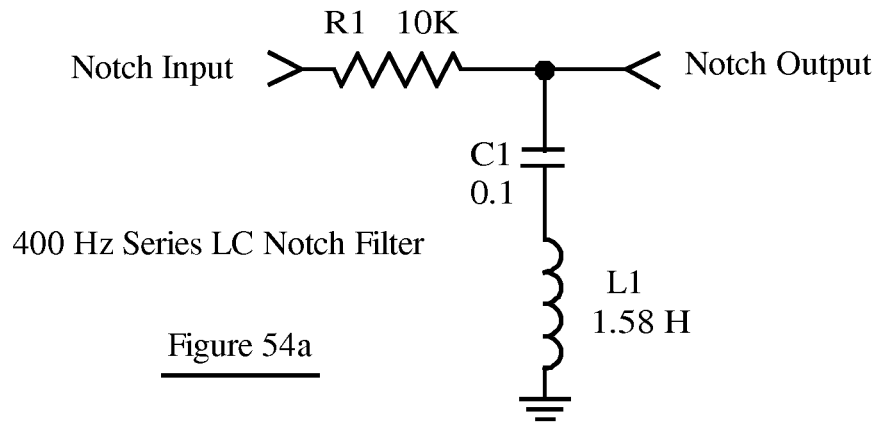 R1 10K
Notch Input
Notch Output
C1
0.1
400 Hz Series LC Notch Filter
L1
1.58 H
Figure 54a